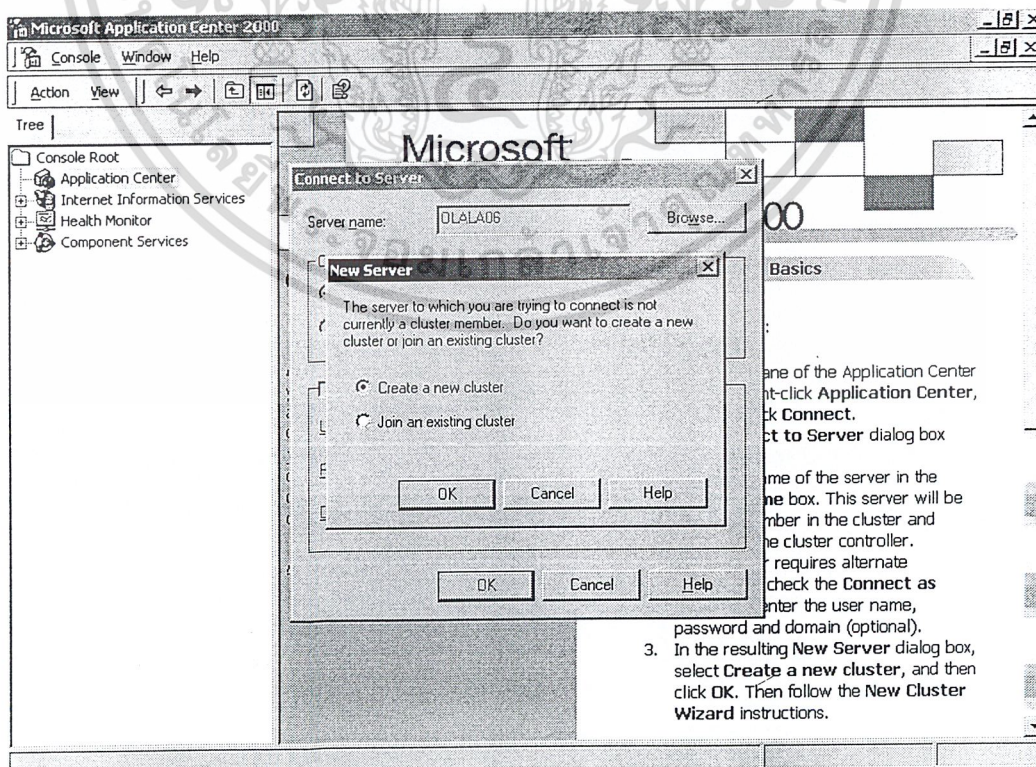 Microsoft Application Center 2000
Console Window Help
Action View
Tree
Console Root
Application Center
Internet Information Services
Health Monitor
Component Services
Microsoft
Connect to Server
Server name: OLALA06 Browse...
00
New Server
The server to which you are trying to connect is not
currently a cluster member. Do you want to create a new
cluster or join an existing cluster?
Create a new cluster
Join an existing cluster
OK Cancel Help
OK Cancel Help
Basics
:
ane of the Application Center
ht-click Application Center,
ck Connect.
ct to Server dialog box
me of the server in the
ne box. This server will be
mber in the cluster and
he cluster controller.
r requires alternate
check the Connect as
enter the user name,
password and domain (optional).
3. In the resulting New Server dialog box,
select Create a new cluster, and then
click OK. Then follow the New Cluster
Wizard instructions.